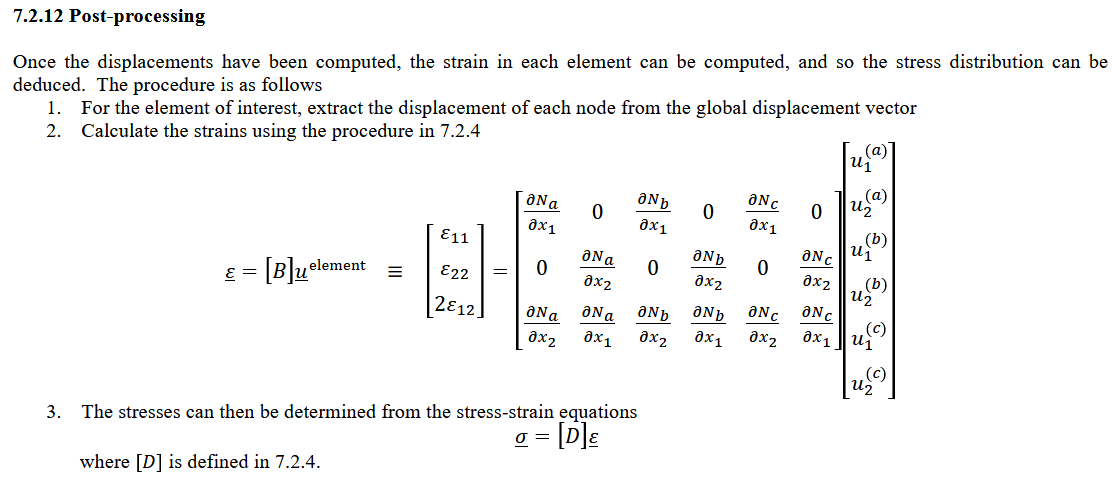 7.2.12 Post-processing
Once the displacements have been computed, the strain in each element can be computed, and so the stress distribution can be
deduced. The procedure is as follows
1. For the element of interest, extract the displacement of each node from the global displacement vector
2. Calculate the strains using the procedure in 7.2.4
ε = [B]u^element ≡ [ε11; ε22; 2ε12] = [∂Na/∂x1 0 ∂Nb/∂x1 0 ∂Nc/∂x1 0; 0 ∂Na/∂x2 0 ∂Nb/∂x2 0 ∂Nc/∂x2; ∂Na/∂x2 ∂Na/∂x1 ∂Nb/∂x2 ∂Nb/∂x1 ∂Nc/∂x2 ∂Nc/∂x1] [u1^(a); u2^(a); u1^(b); u2^(b); u1^(c); u2^(c)]
3. The stresses can then be determined from the stress-strain equations
σ = [D]ε
where [D] is defined in 7.2.4.